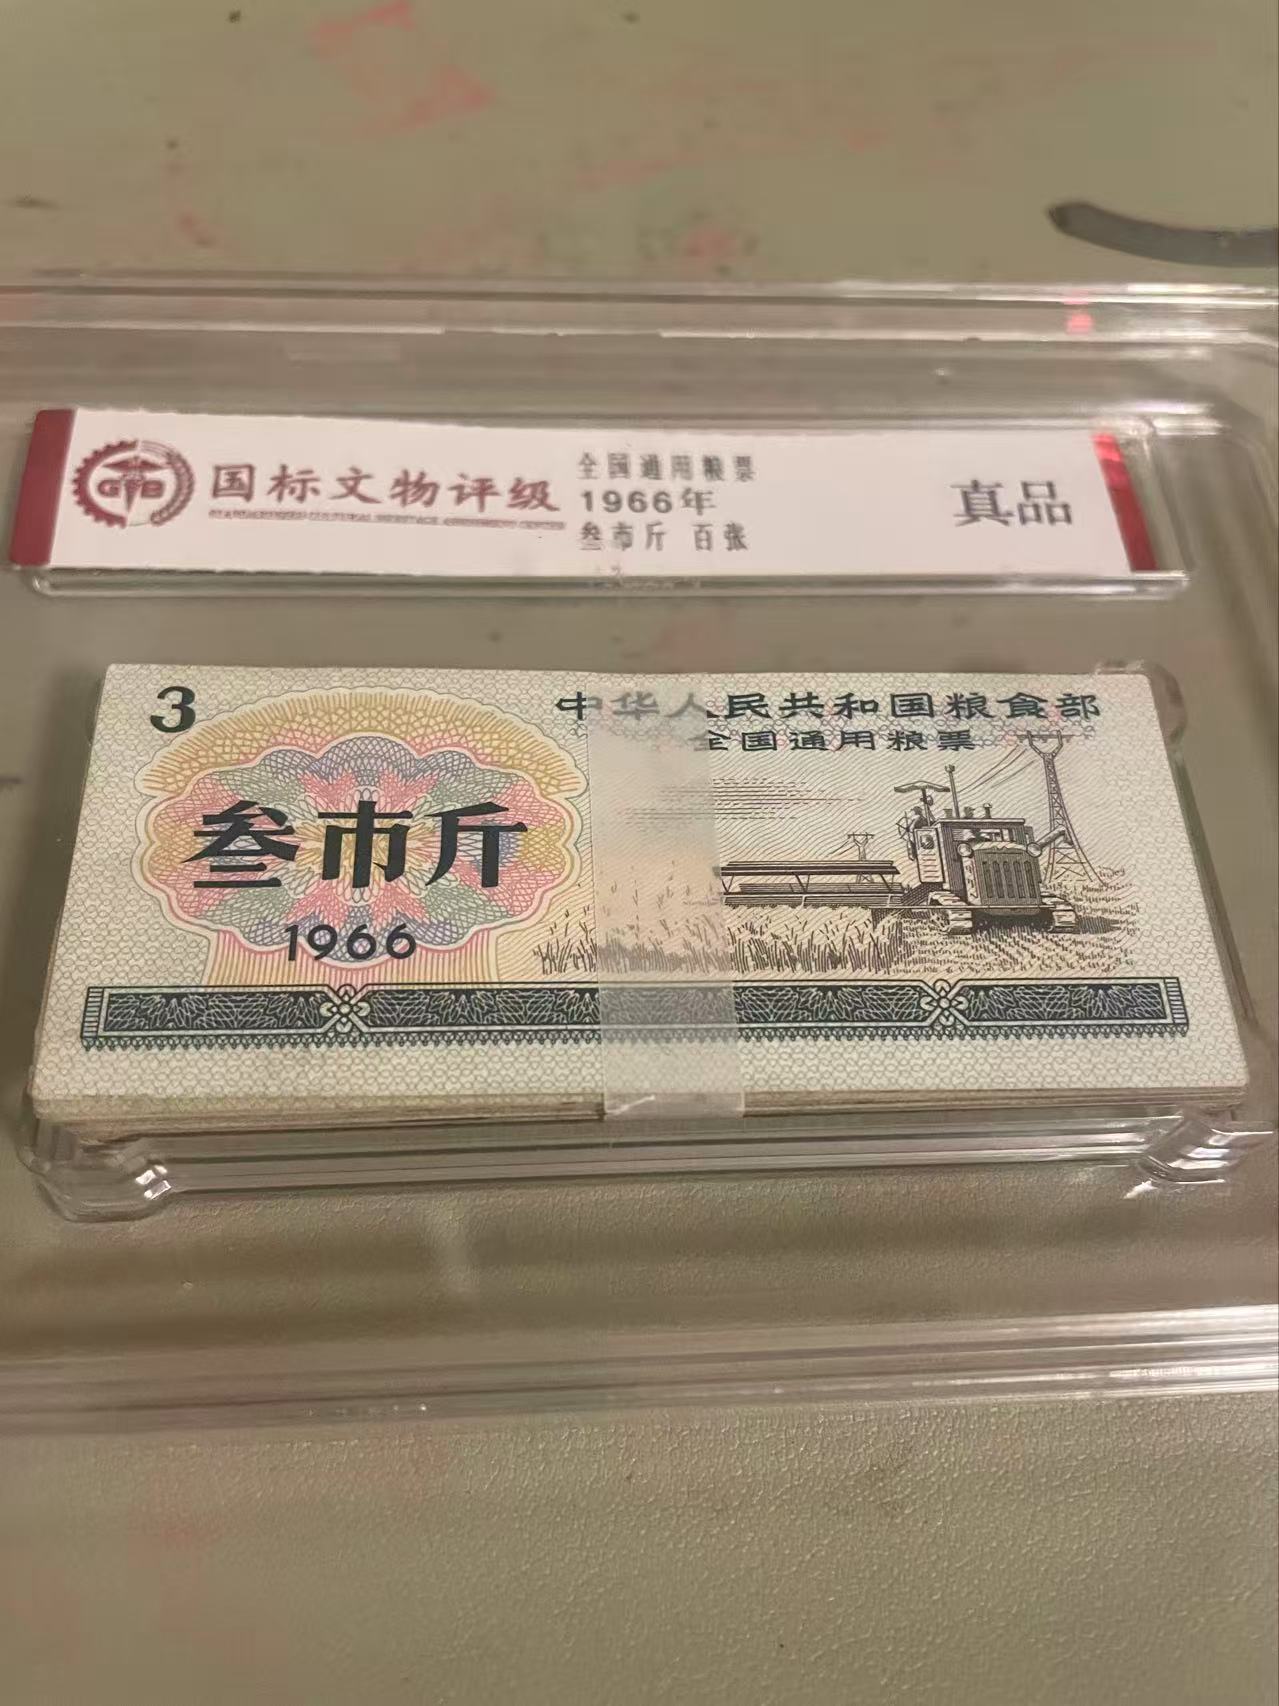 GB
国标文物评级
全国通用粮票
1966年
叁市斤 百张
真品
3
中华人民共和国粮食部
全国通用粮票
叁市斤
1966